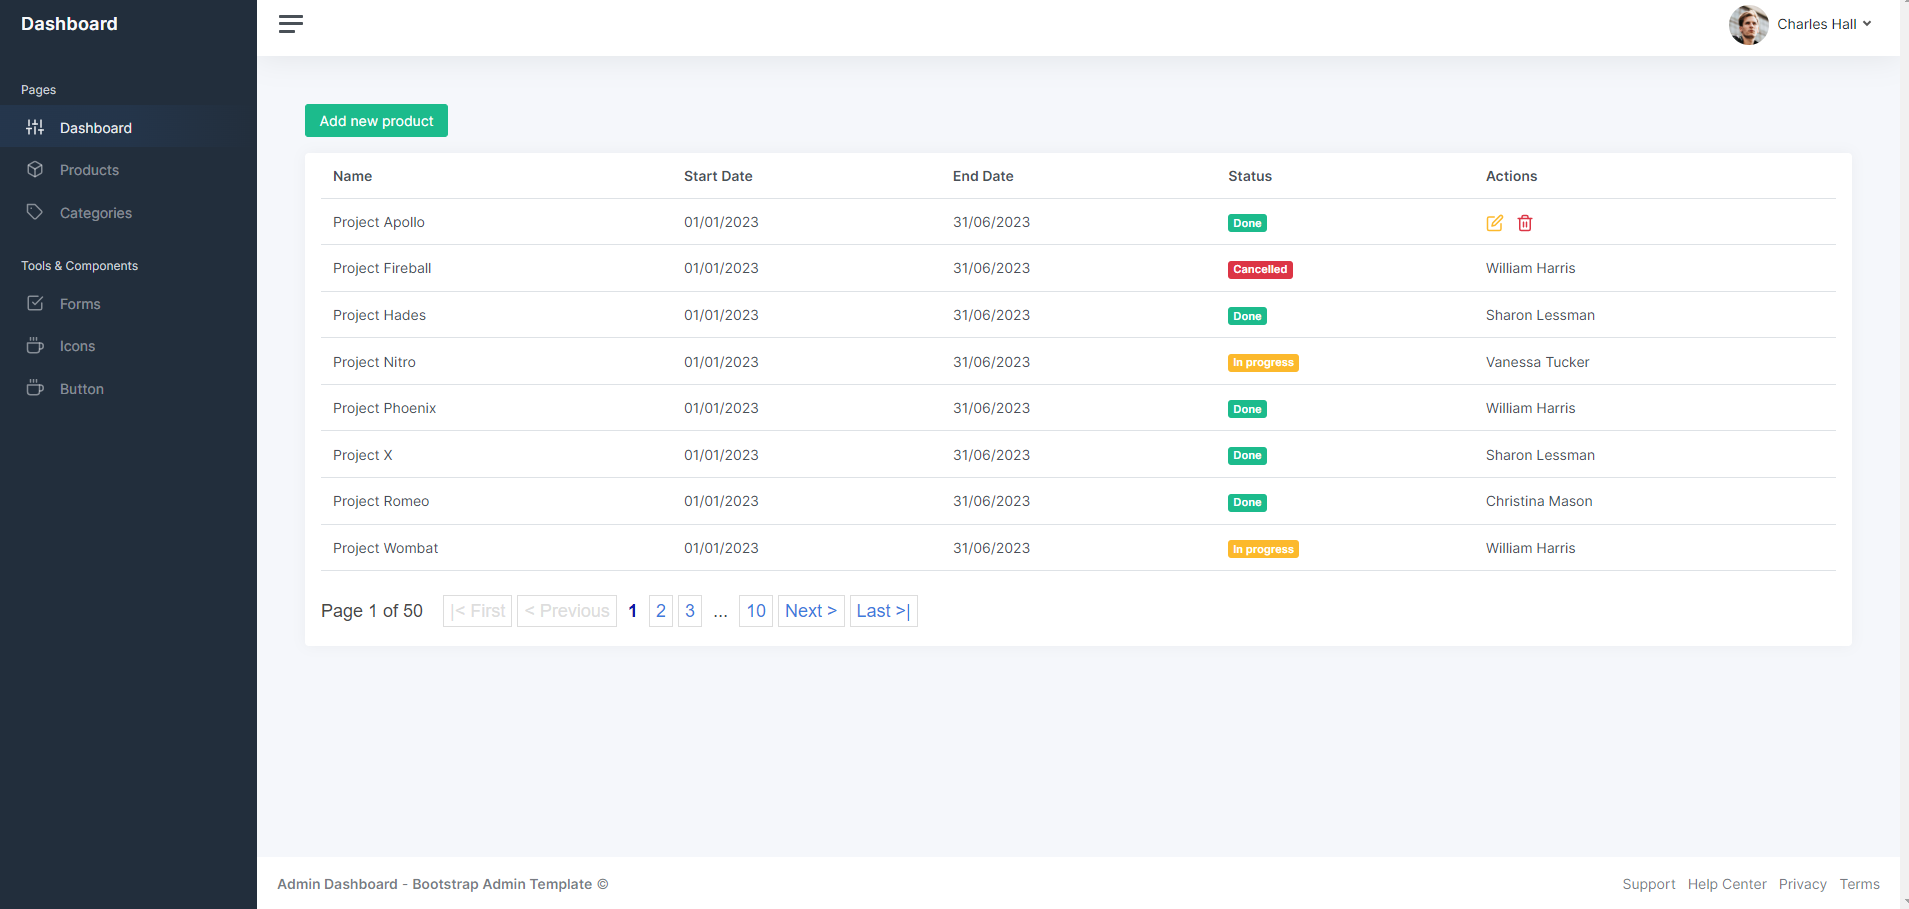 Dashboard
Charles Hall
Pages
Dashboard
Products
Categories
Tools & Components
Forms
Icons
Button
Add new product
Name Start Date End Date Status Actions
Project Apollo 01/01/2023 31/06/2023 Done
Project Fireball 01/01/2023 31/06/2023 Cancelled William Harris
Project Hades 01/01/2023 31/06/2023 Done Sharon Lessman
Project Nitro 01/01/2023 31/06/2023 In progress Vanessa Tucker
Project Phoenix 01/01/2023 31/06/2023 Done William Harris
Project X 01/01/2023 31/06/2023 Done Sharon Lessman
Project Romeo 01/01/2023 31/06/2023 Done Christina Mason
Project Wombat 01/01/2023 31/06/2023 In progress William Harris
Page 1 of 50 |< First < Previous 1 2 3 ... 10 Next > Last >|
Admin Dashboard - Bootstrap Admin Template ©
Support Help Center Privacy Terms